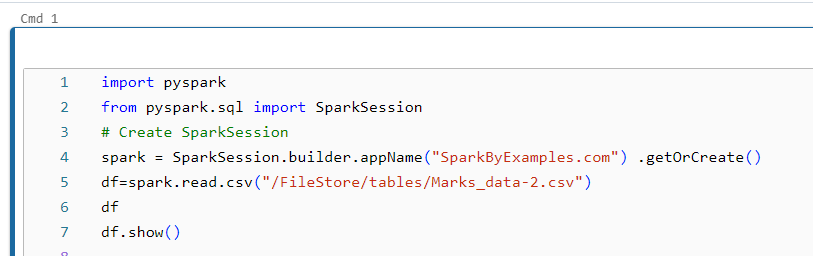 Cmd 1
1 import pyspark
2 from pyspark.sql import SparkSession
3 # Create SparkSession
4 spark = SparkSession.builder.appName("SparkByExamples.com") .getOrCreate()
5 df=spark.read.csv("/FileStore/tables/Marks_data-2.csv")
6 df
7 df.show()